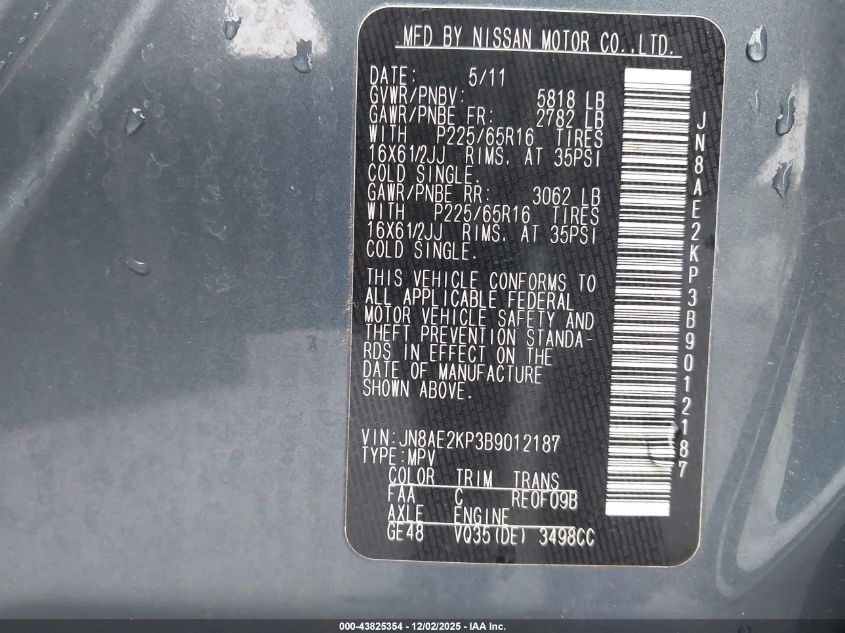 MFD BY NISSAN MOTOR CO.,LTD.
DATE: 5/11
GVWR/PNBV: 5818 LB
GAWR/PNBE FR: 2782 LB
WITH P225/65R16 TIRES
16X61/2JJ RIMS, AT 35PSI
COLD SINGLE.
GAWR/PNBE RR: 3062 LB
WITH P225/65R16 TIRES
16X61/2JJ RIMS, AT 35PSI
COLD SINGLE.
THIS VEHICLE CONFORMS TO
ALL APPLICABLE FEDERAL
MOTOR VEHICLE SAFETY AND
THEFT PREVENTION STANDA-
RDS IN EFFECT ON THE
DATE OF MANUFACTURE
SHOWN ABOVE.
VIN:JN8AE2KP3B9012187
TYPE:MPV
COLOR TRIM TRANS
FAA C RE0F09B
AXLE ENGINE
GE48 VQ35(DE) 3498CC
JN8AE2KP3B9012187
000-43825354 - 12/02/2025 - IAA Inc.